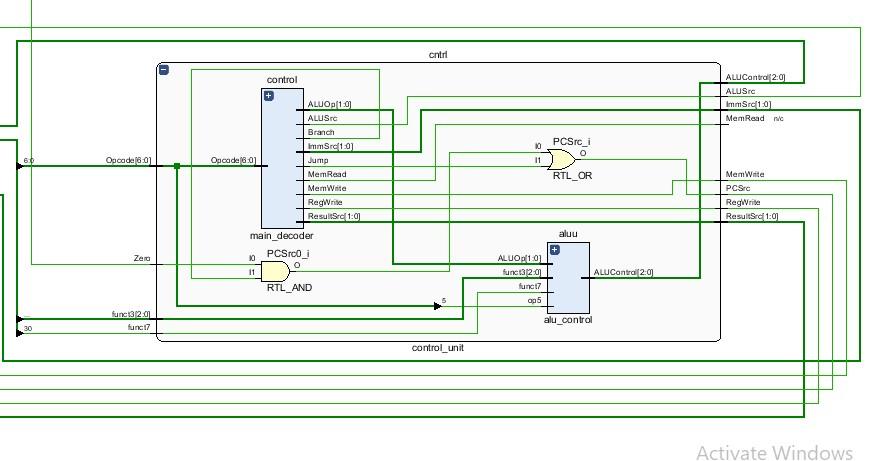 cntrl
control
ALUControl[2:0]
ALUSrc
ImmSrc[1:0]
MemRead n/c
ALUOp[1:0]
ALUSrc
Branch
ImmSrc[1:0]
Jump
MemRead
MemWrite
RegWrite
ResultSrc[1:0]
main_decoder
6:0
Opcode[6:0]
Opcode[6:0]
PCSrc_i
I0
I1
O
RTL_OR
MemWrite
PCSrc
RegWrite
ResultSrc[1:0]
Zero
PCSrc0_i
I0
I1
O
RTL_AND
aluu
ALUOp[1:0]
funct3[2:0]
funct7
op5
ALUControl[2:0]
alu_control
5
funct3[2:0]
30
funct7
control_unit
Activate Windows